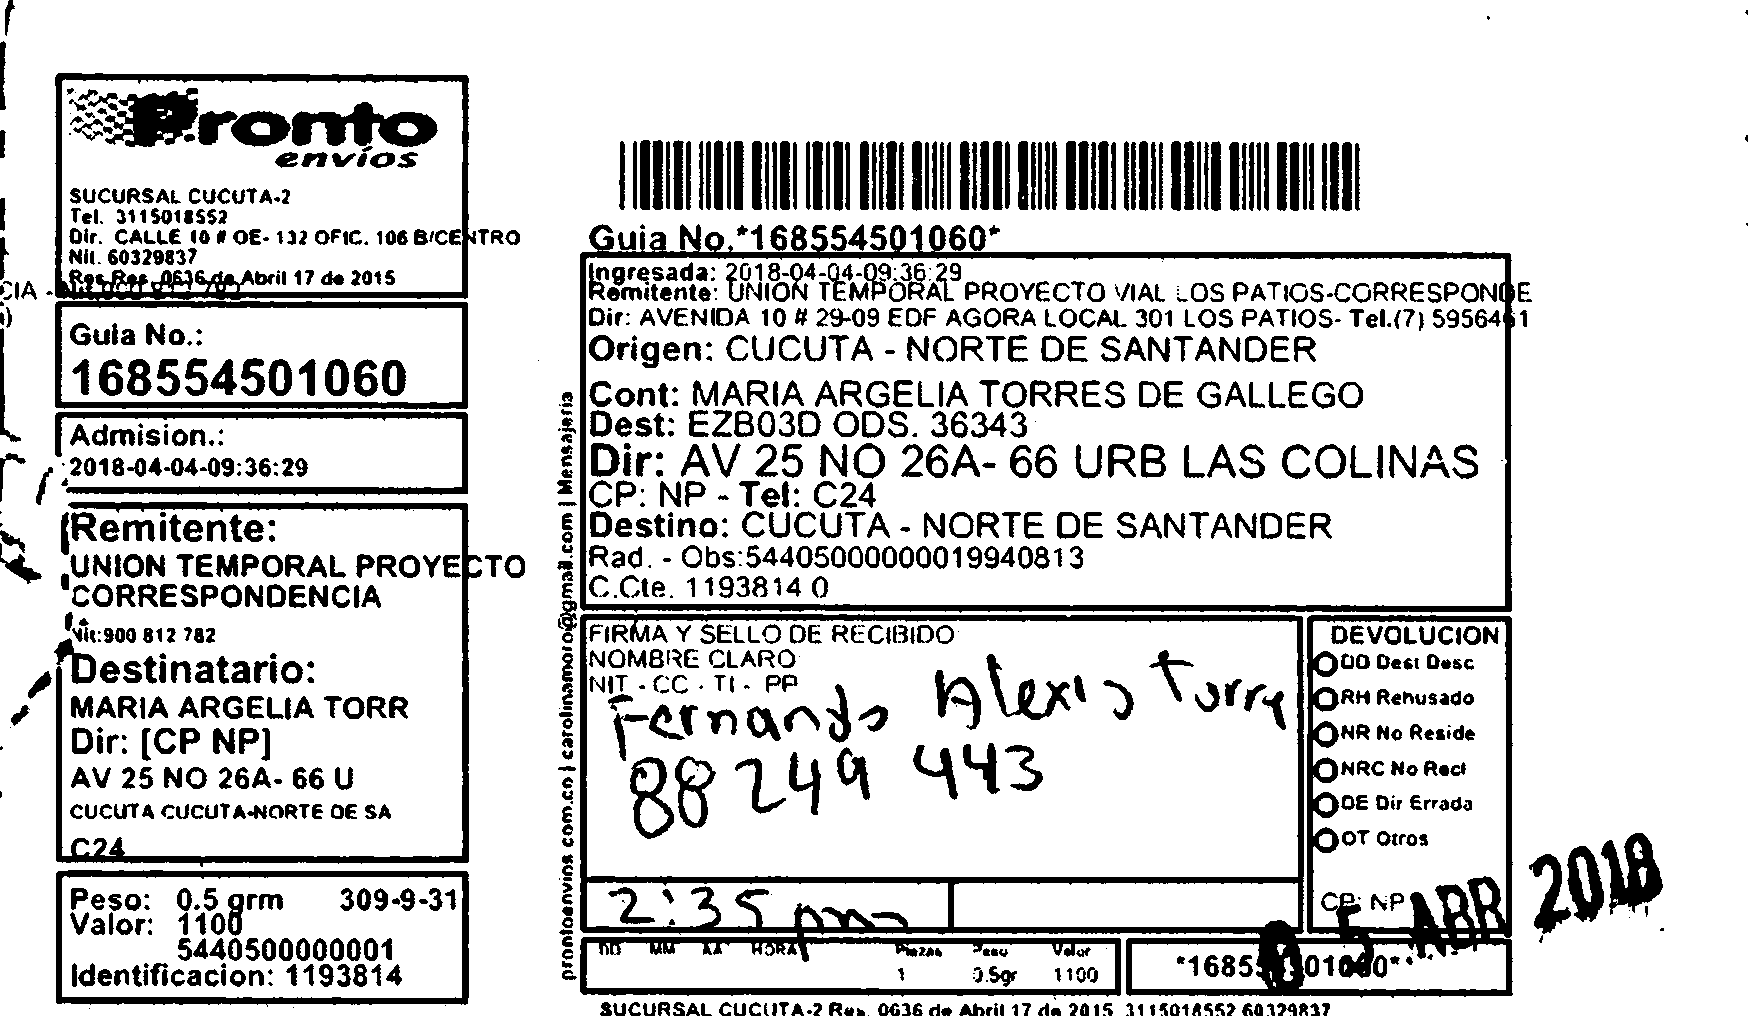 Pronto
envíos
SUCURSAL CUCUTA-2
Tel. 3115018552
Dir. CALLE 10 # OE- 132 OFIC. 106 B/CENTRO
Nit. 60329837
Res.Res. 0636 de Abril 17 de 2015
CIA -
Guia No.:
168554501060
Admision.:
2018-04-04-09:36:29
Remitente:
UNION TEMPORAL PROYECTO
CORRESPONDENCIA
Nit:900 812 782
Destinatario:
MARIA ARGELIA TORR
Dir: [CP NP]
AV 25 NO 26A- 66 U
CUCUTA CUCUTA-NORTE DE SA
C24
Peso: 0.5 grm 309-9-31
Valor: 1100
5440500000001
Identificacion: 1193814
prontoenvios.com.co | carolinamoro@gmail.com | Mensajeria
Guia No.*168554501060*
Ingresada: 2018-04-04-09:36:29
Remitente: UNION TEMPORAL PROYECTO VIAL LOS PATIOS-CORRESPONDE
Dir: AVENIDA 10 # 29-09 EDF AGORA LOCAL 301 LOS PATIOS- Tel.(7) 5956461
Origen: CUCUTA - NORTE DE SANTANDER
Cont: MARIA ARGELIA TORRES DE GALLEGO
Dest: EZB03D ODS. 36343
Dir: AV 25 NO 26A- 66 URB LAS COLINAS
CP: NP - Tel: C24
Destino: CUCUTA - NORTE DE SANTANDER
Rad. - Obs:54405000000019940813
C.Cte. 1193814 0
FIRMA Y SELLO DE RECIBIDO
NOMBRE CLARO
NIT - CC - TI - PP
Fernando Alexis Torre
88249443
2:35 pm
DD MM AA HORA Piezas Peso Valor
1 0.5gr 1100
DEVOLUCION
DD Dest Desc
RH Rehusado
NR No Reside
NRC No Recl
DE Dir Errada
OT Otros
CP: NP
05 ABR 2018
*168554501060*
SUCURSAL CUCUTA-2 Res. 0636 de Abril 17 de 2015 3115018552 60329837